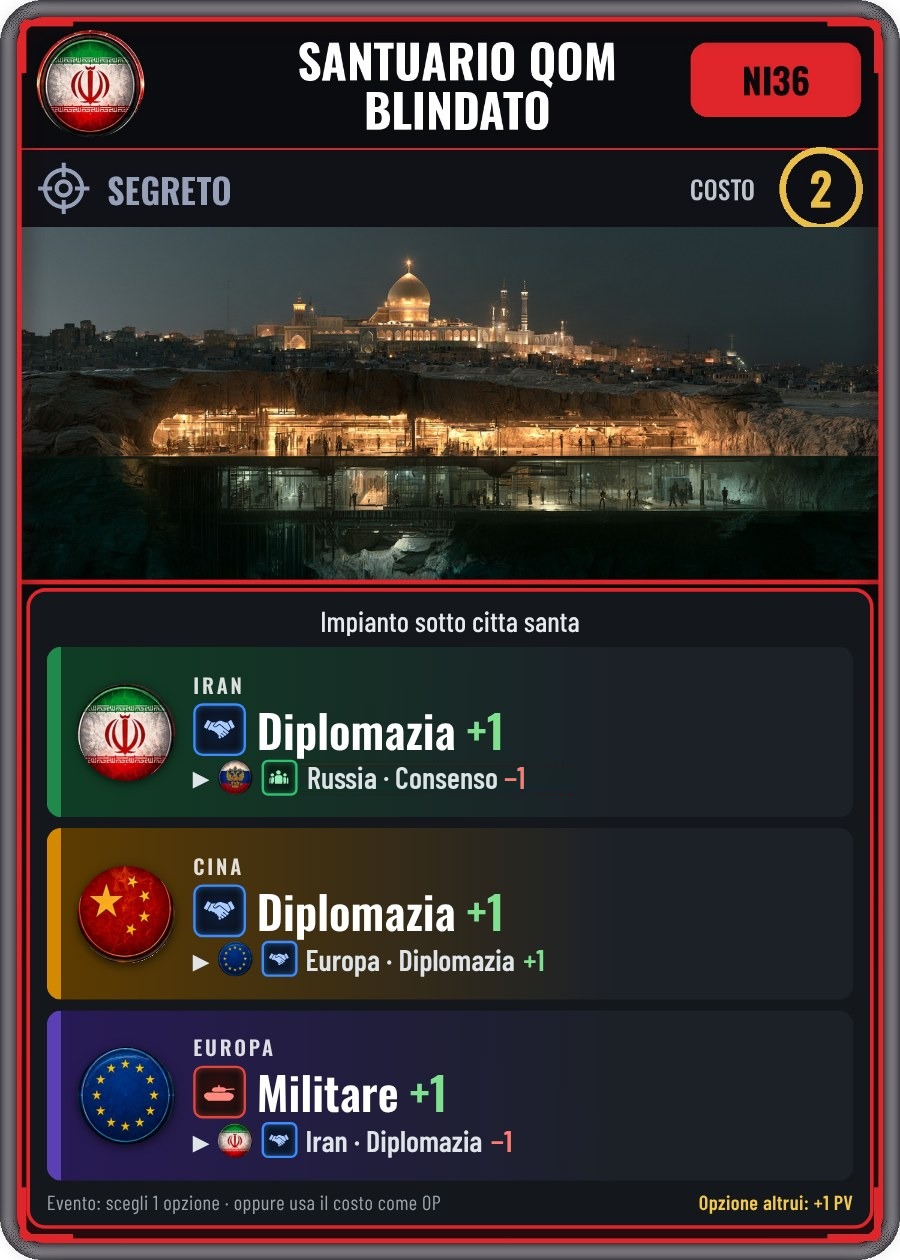 SANTUARIO QOM
BLINDATO
NI36
SEGRETO
COSTO
2
Impianto sotto citta santa
IRAN
Diplomazia +1
▶ Russia · Consenso −1
CINA
Diplomazia +1
▶ Europa · Diplomazia +1
EUROPA
Militare +1
▶ Iran · Diplomazia −1
Evento: scegli 1 opzione · oppure usa il costo come OP
Opzione altrui: +1 PV